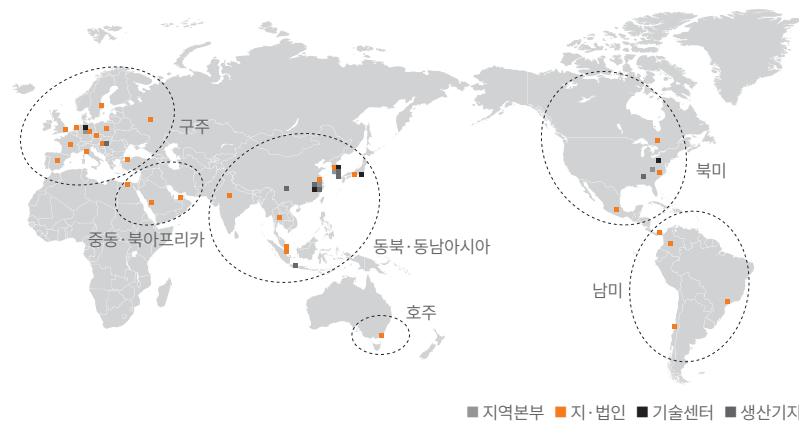 구주
북미
중동·북아프리카
동북·동남아시아
남미
호주
지역본부 지·법인 기술센터 생산기지